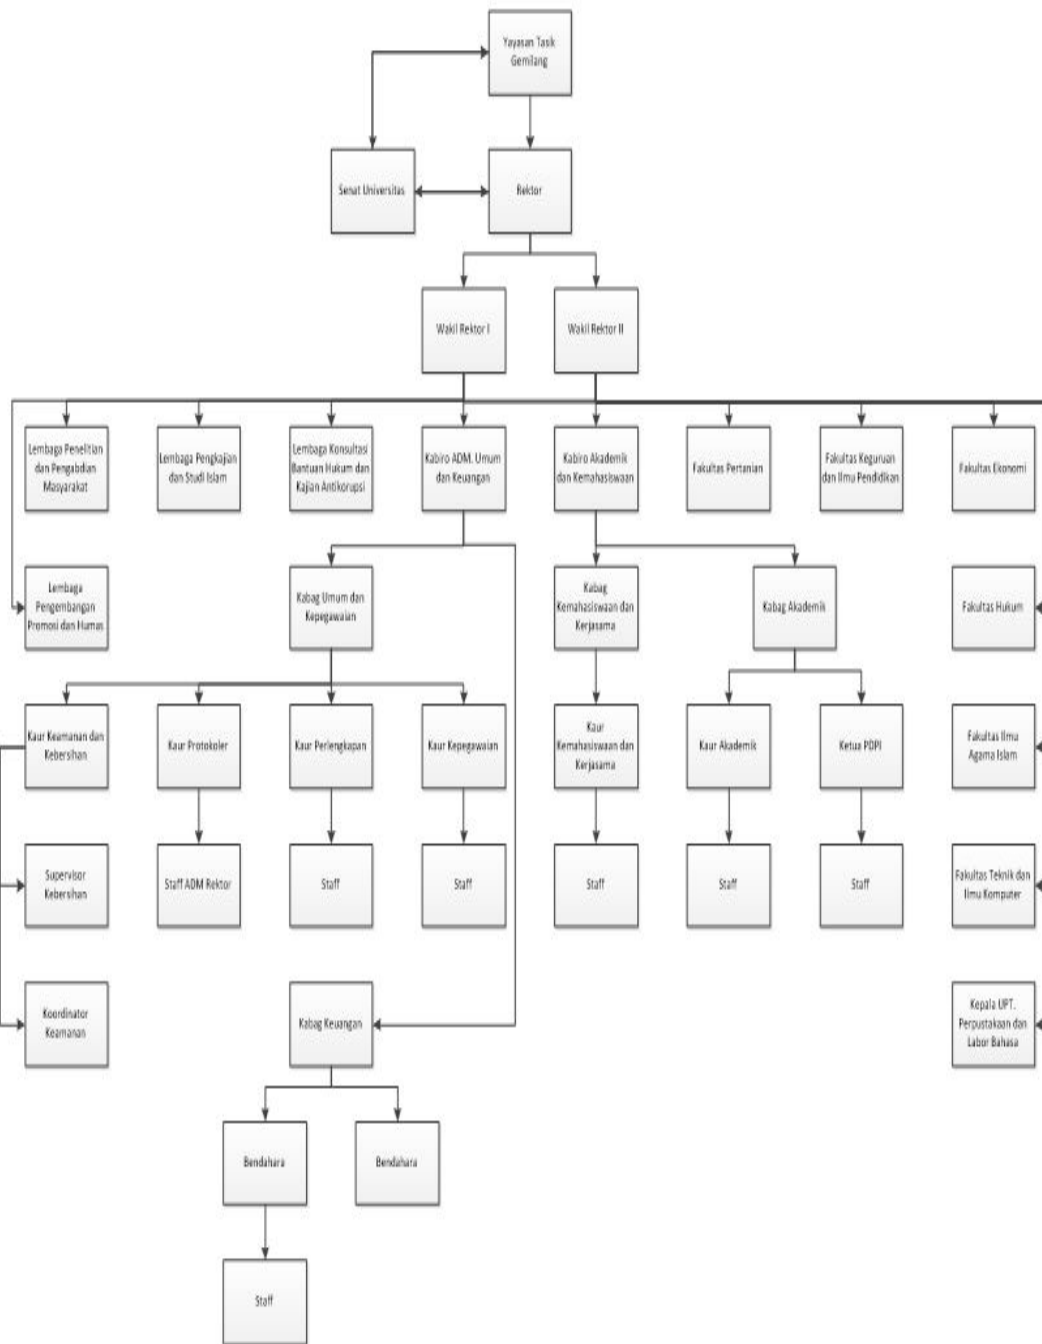 Yayasan Tasik
Gemilang
Senat Universitas
Rektor
Wakil Rektor I
Wakil Rektor II
Lembaga Penelitian
dan Pengabdian
Masyarakat
Lembaga Pengkajian
dan Studi Islam
Lembaga Konsultasi
Bantuan Hukum dan
Kajian Antikorupsi
Kabiro ADM. Umum
dan Keuangan
Kabiro Akademik
dan Kemahasiswaan
Fakultas Pertanian
Fakultas Keguruan
dan Ilmu Pendidikan
Fakultas Ekonomi
Lembaga
Pengembangan
Promosi dan Humas
Kabag Umum dan
Kepegawaian
Kabag
Kemahasiswaan dan
Kerjasama
Kabag Akademik
Fakultas Hukum
Kaur Keamanan dan
Kebersihan
Kaur Protokoler
Kaur Perlengkapan
Kaur Kepegawaian
Kaur
Kemahasiswaan dan
Kerjasama
Kaur Akademik
Ketua PDPI
Fakultas Ilmu
Agama Islam
Supervisor
Kebersihan
Staff ADM Rektor
Staff
Staff
Staff
Staff
Staff
Fakultas Teknik dan
Ilmu Komputer
Koordinator
Keamanan
Kabag Keuangan
Kepala UPT.
Perpustakaan dan
Labor Bahasa
Bendahara
Bendahara
Staff